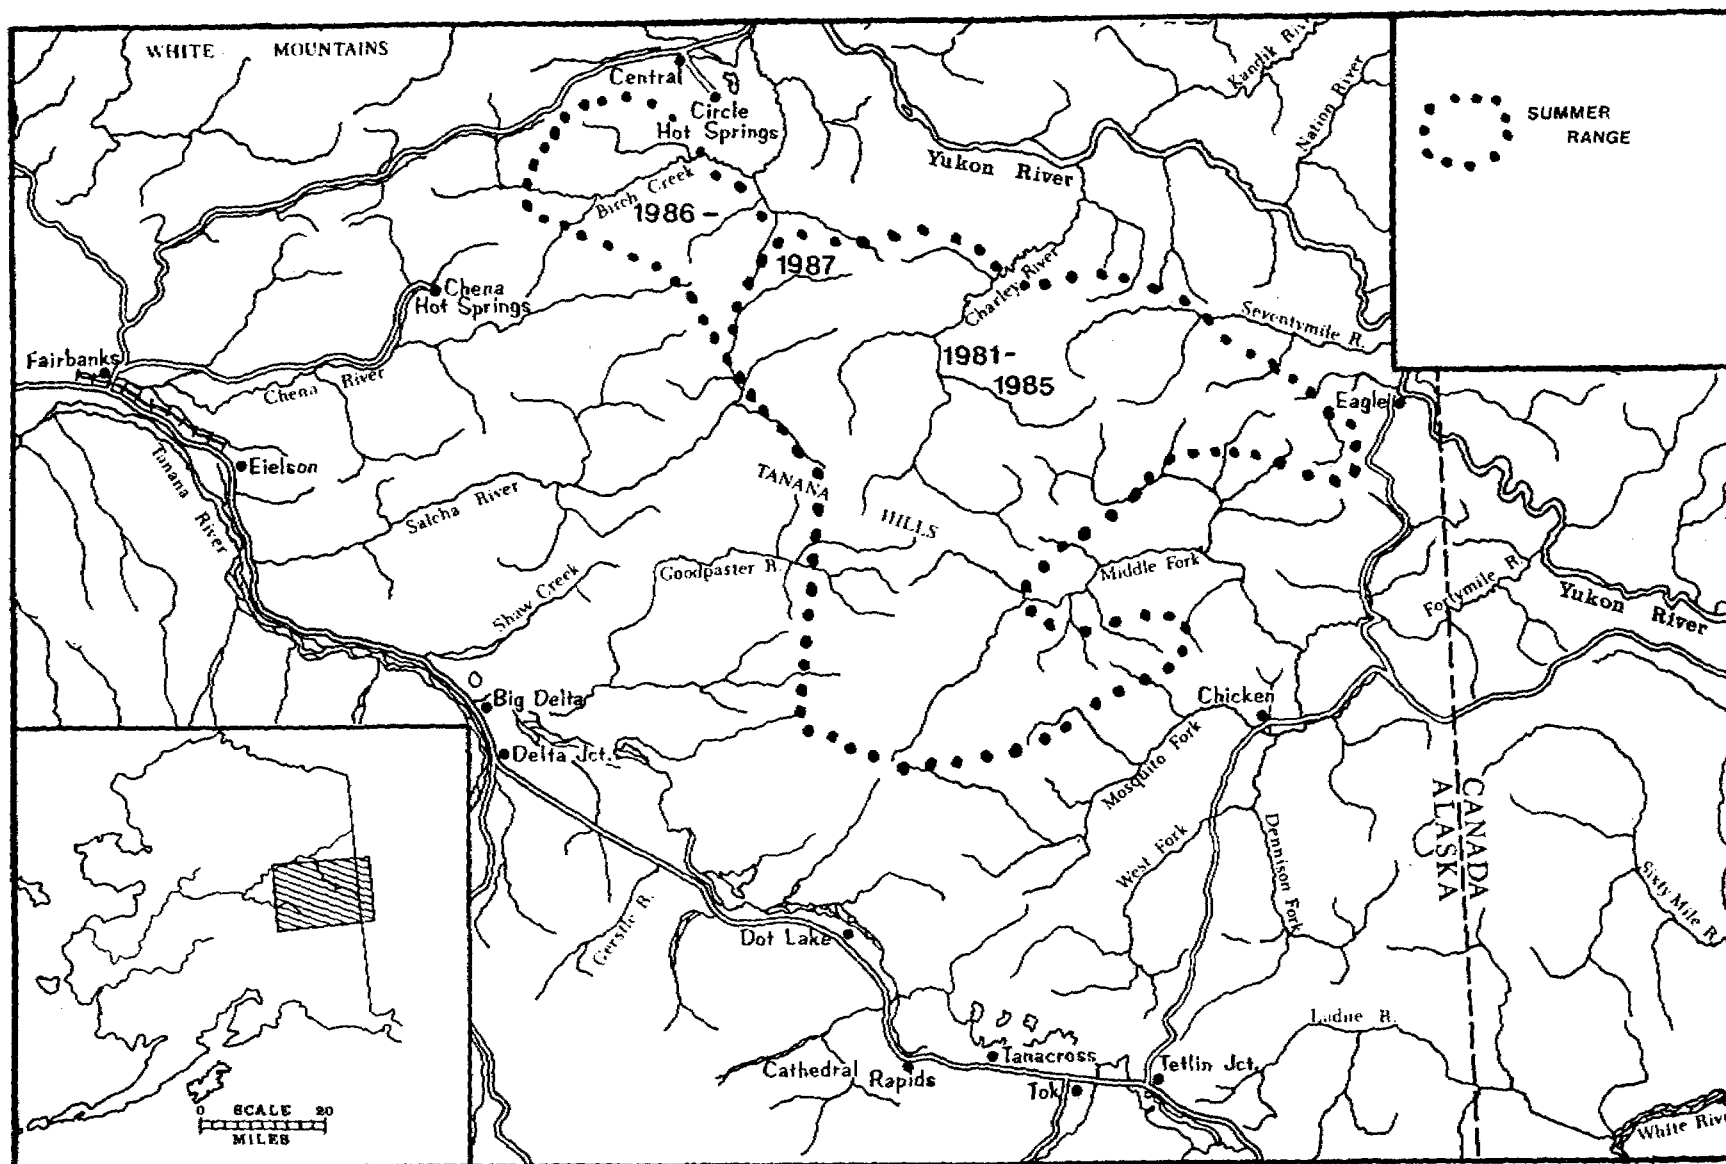 WHITE MOUNTAINS
Central
Circle
Hot Springs
Kandik Riv
Nation River
SUMMER
RANGE
Yukon River
Birch Creek
1986 -
1987
Chena
Hot Springs
Charley River
Seventymile R.
1981-
1985
Fairbanks
Chena River
Eagle
Eielson
Tanana River
Salcha River
TANANA
HILLS
Goodpaster R.
Shaw Creek
Middle Fork
Fortymile R.
Yukon River
Big Delta
Delta Jct.
Chicken
Mosquito Fork
West Fork
Dennison Fork
CANADA
ALASKA
Sixty Mile R.
Gerstle R.
Dot Lake
Ladue R.
Cathedral Rapids
Tanacross
Tok
Tetlin Jct.
White Rive
0 SCALE 20
MILES